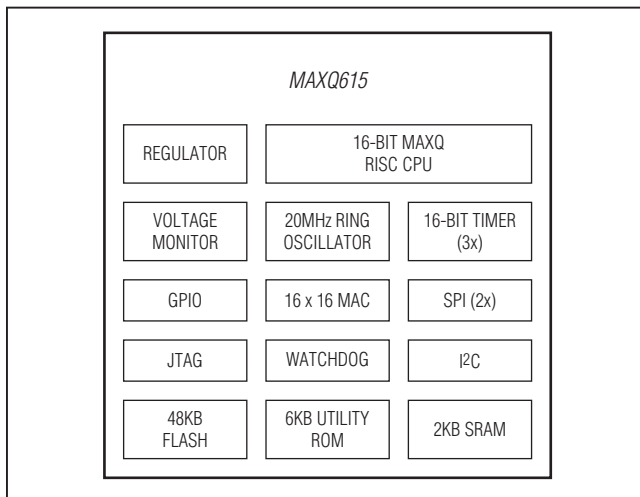 MAXQ615
REGULATOR
16-BIT MAXQ
RISC CPU
VOLTAGE
MONITOR
20MHz RING
OSCILLATOR
16-BIT TIMER
(3x)
GPIO
16 x 16 MAC
SPI (2x)
JTAG
WATCHDOG
I²C
48KB
FLASH
6KB UTILITY
ROM
2KB SRAM